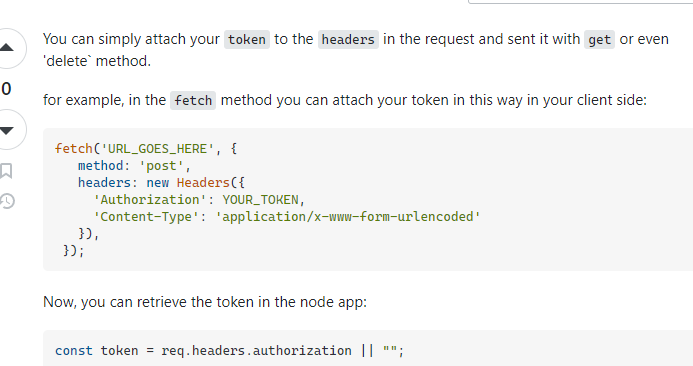 You can simply attach your token to the headers in the request and sent it with get or even
'delete` method.
0
for example, in the fetch method you can attach your token in this way in your client side:
fetch('URL_GOES_HERE', {
   method: 'post',
   headers: new Headers({
     'Authorization': YOUR_TOKEN,
     'Content-Type': 'application/x-www-form-urlencoded'
   }),
 });
Now, you can retrieve the token in the node app:
const token = req.headers.authorization || "";